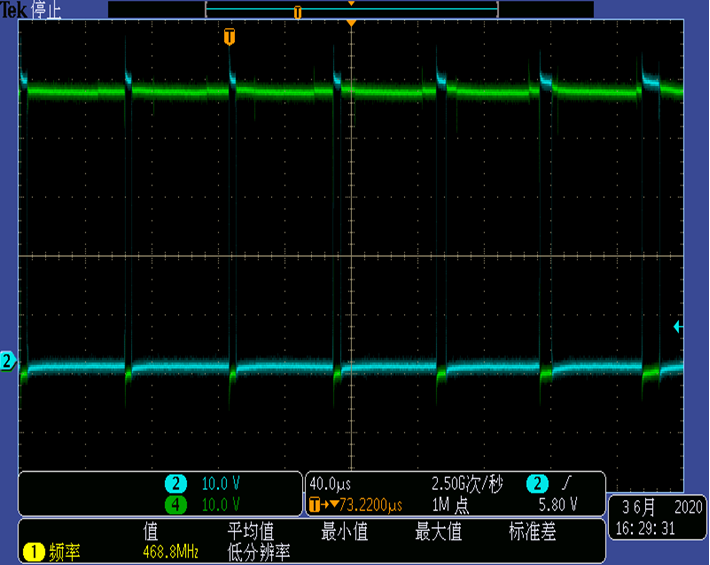 Tek 停止
T
T
2
2 10.0 V
4 10.0 V
40.0µs 2.50G次/秒 2 5.80 V
T→▼73.2200µs 1M 点
值 平均值 最小值 最大值 标准差
1 频率 468.8MHz 低分辨率
3 6月 2020
16:29:31